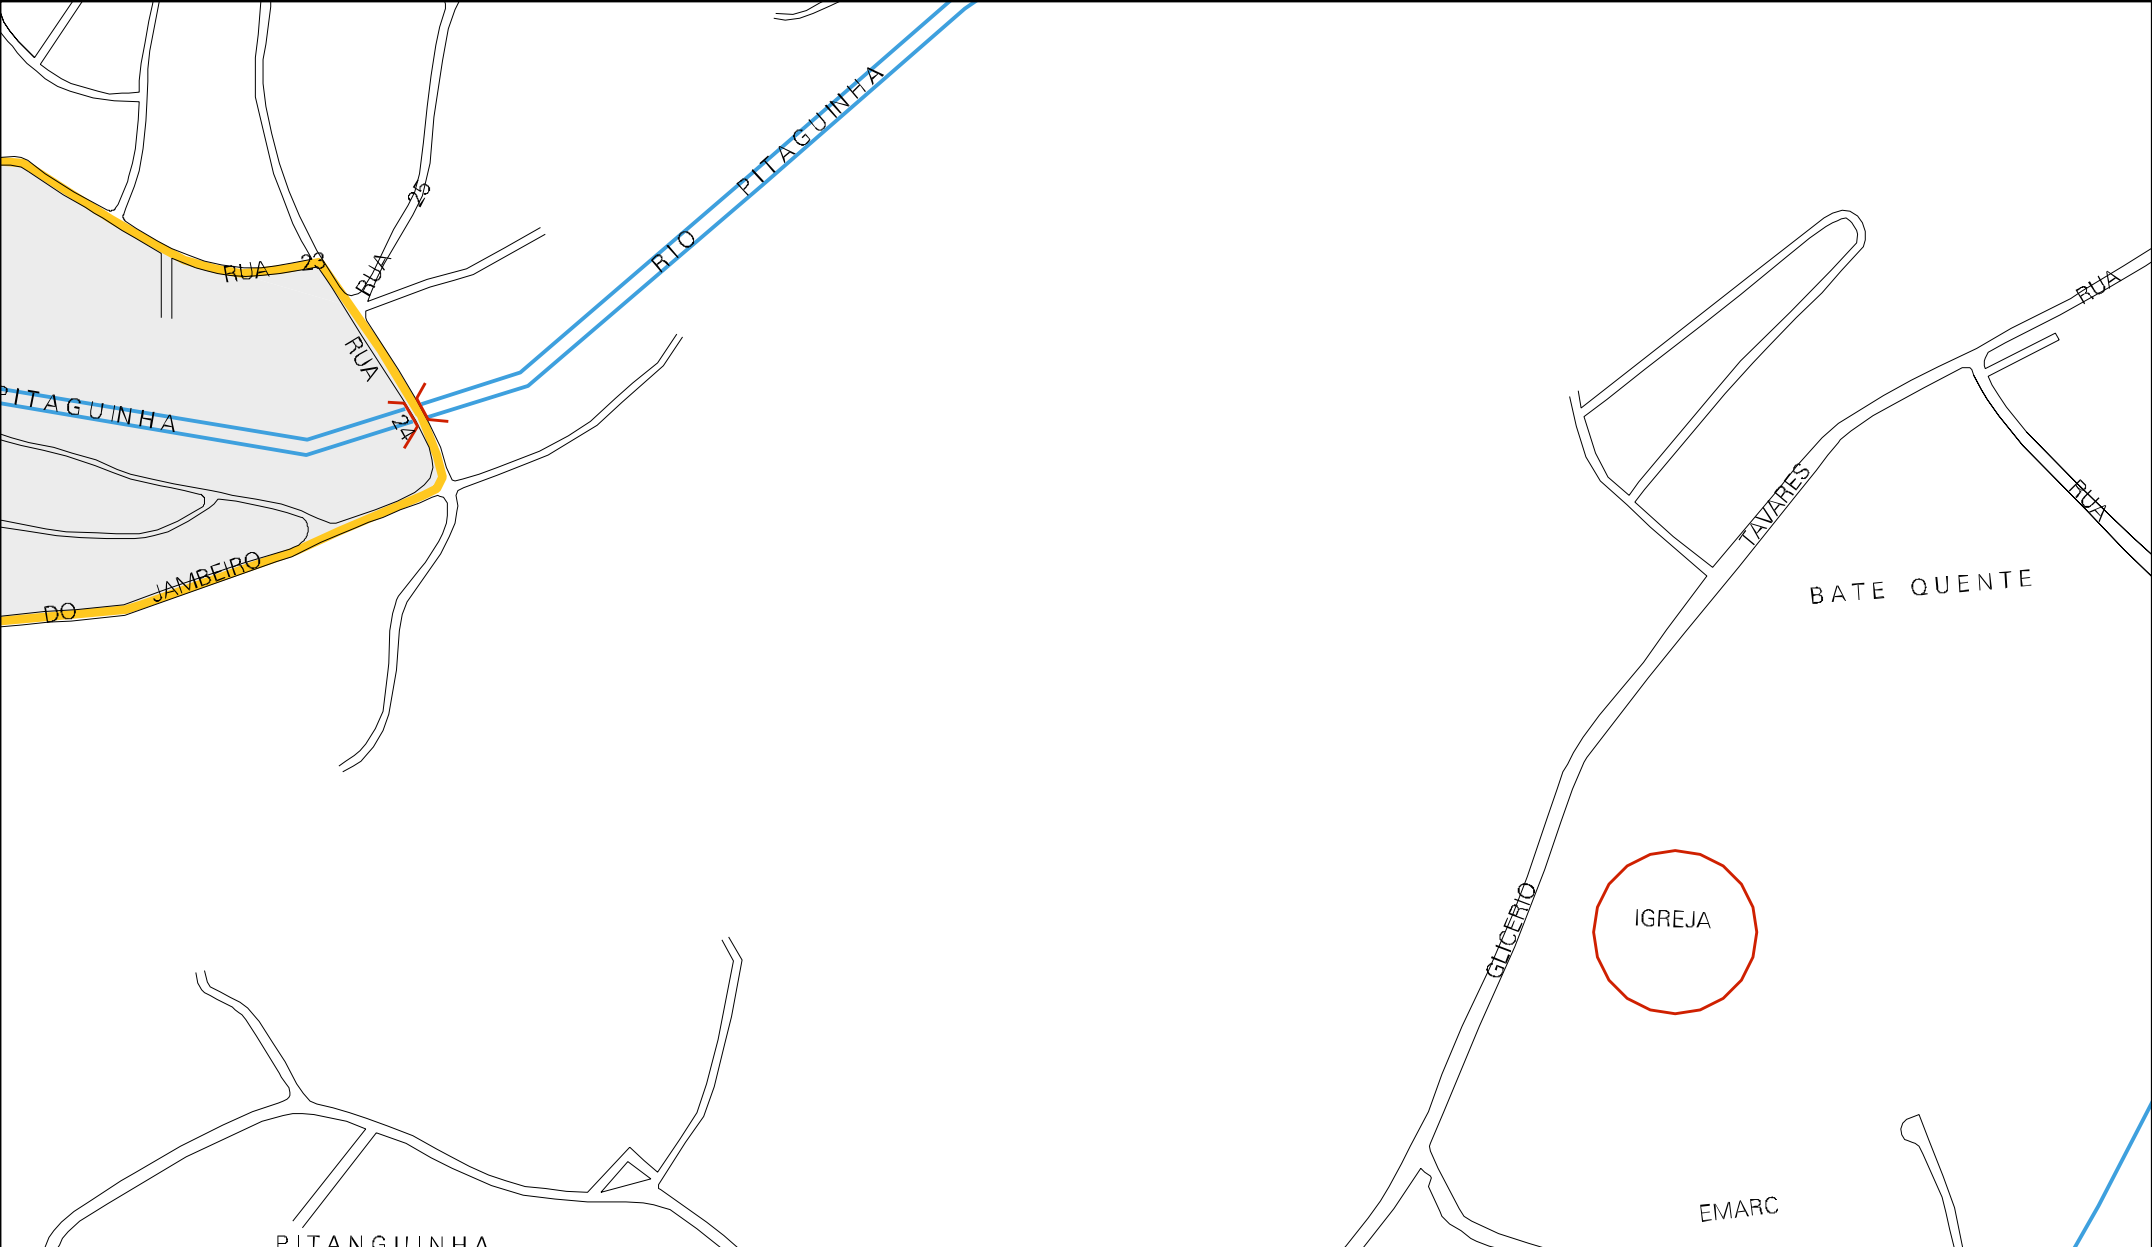 RIO PITAGUINHA
RUA 25
RUA 23
RUA 24
PITAGUINHA
DO JAMBEIRO
RUA
RUA
TAVARES
BATE QUENTE
GLICERIO
IGREJA
EMARC
PITANGUINHA